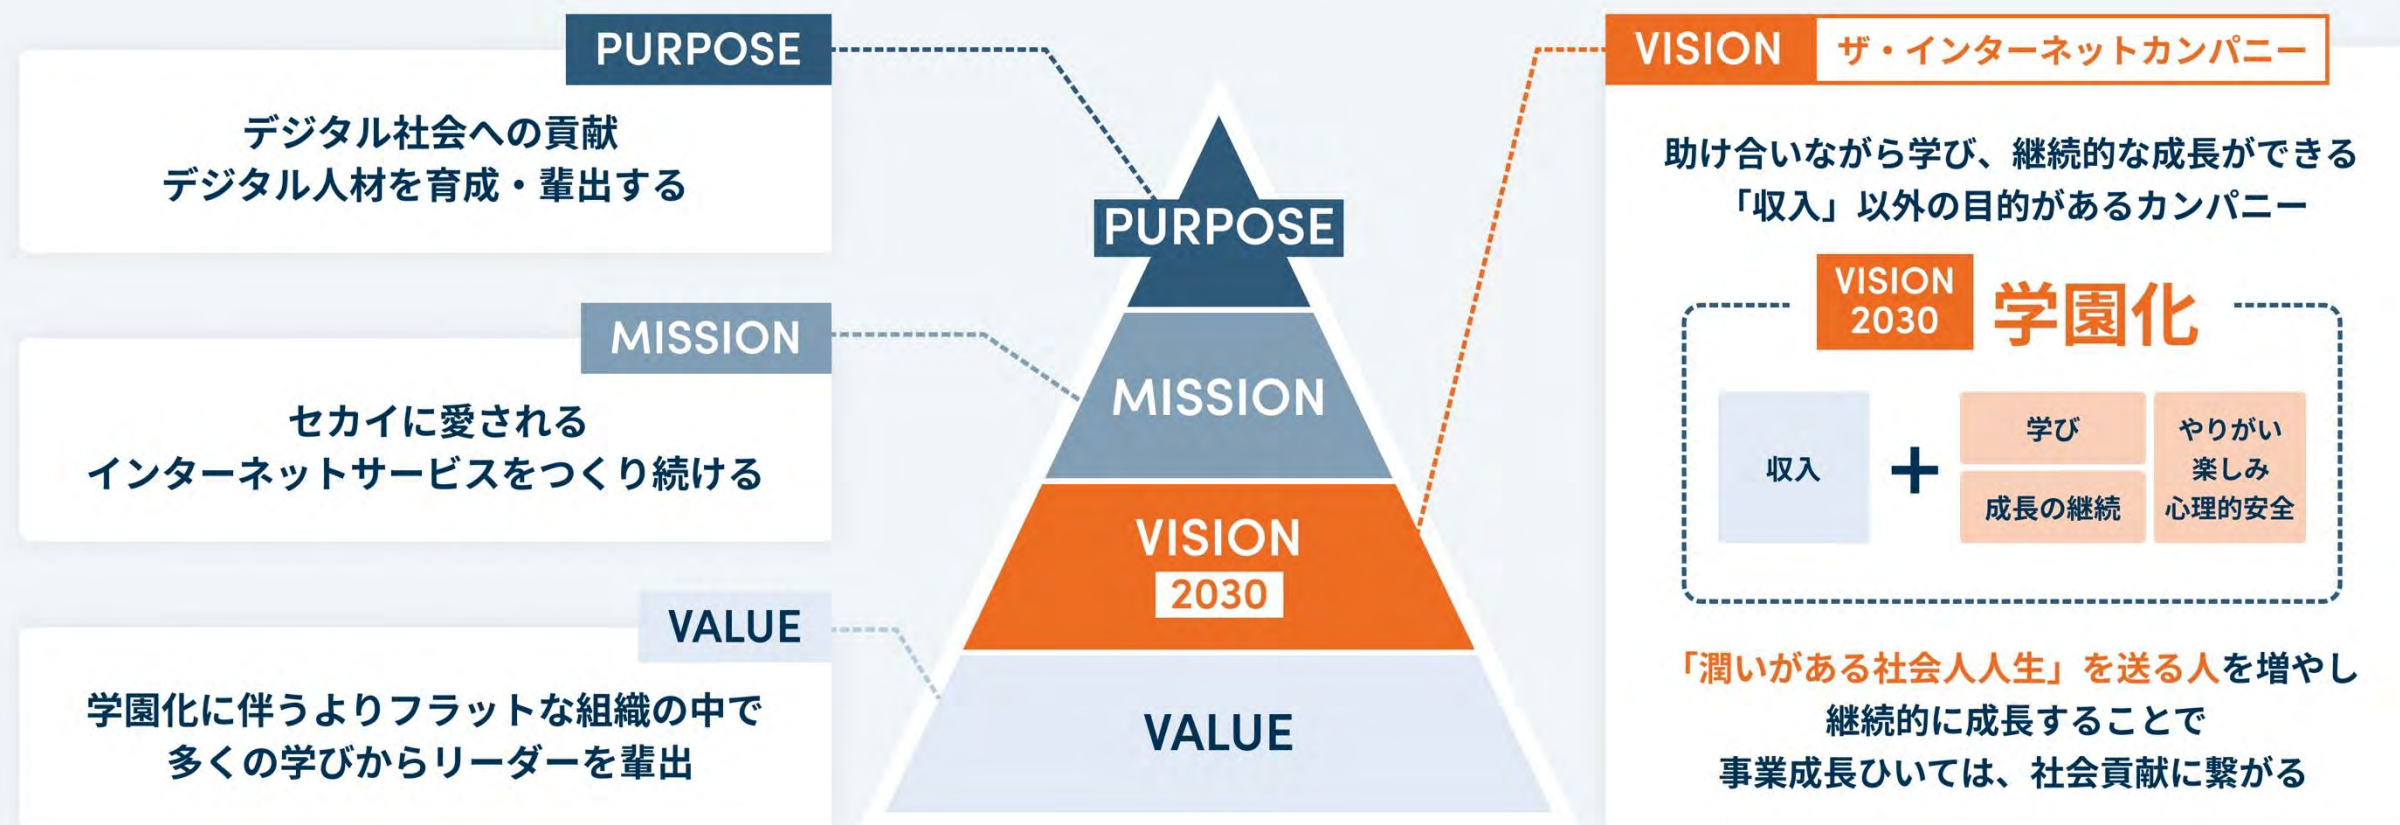 PURPOSE
デジタル社会への貢献
デジタル人材を育成・輩出する
MISSION
セカイに愛される
インターネットサービスをつくり続ける
VALUE
学園化に伴うよりフラットな組織の中で
多くの学びからリーダーを輩出
PURPOSE
MISSION
VISION
2030
VALUE
VISION
ザ・インターネットカンパニー
助け合いながら学び、継続的な成長ができる
「収入」以外の目的があるカンパニー
VISION
2030
学園化
収入
+
学び
成長の継続
やりがい
楽しみ
心理的安全
「潤いがある社会人人生」を送る人を増やし
継続的に成長することで
事業成長ひいては、社会貢献に繋がる